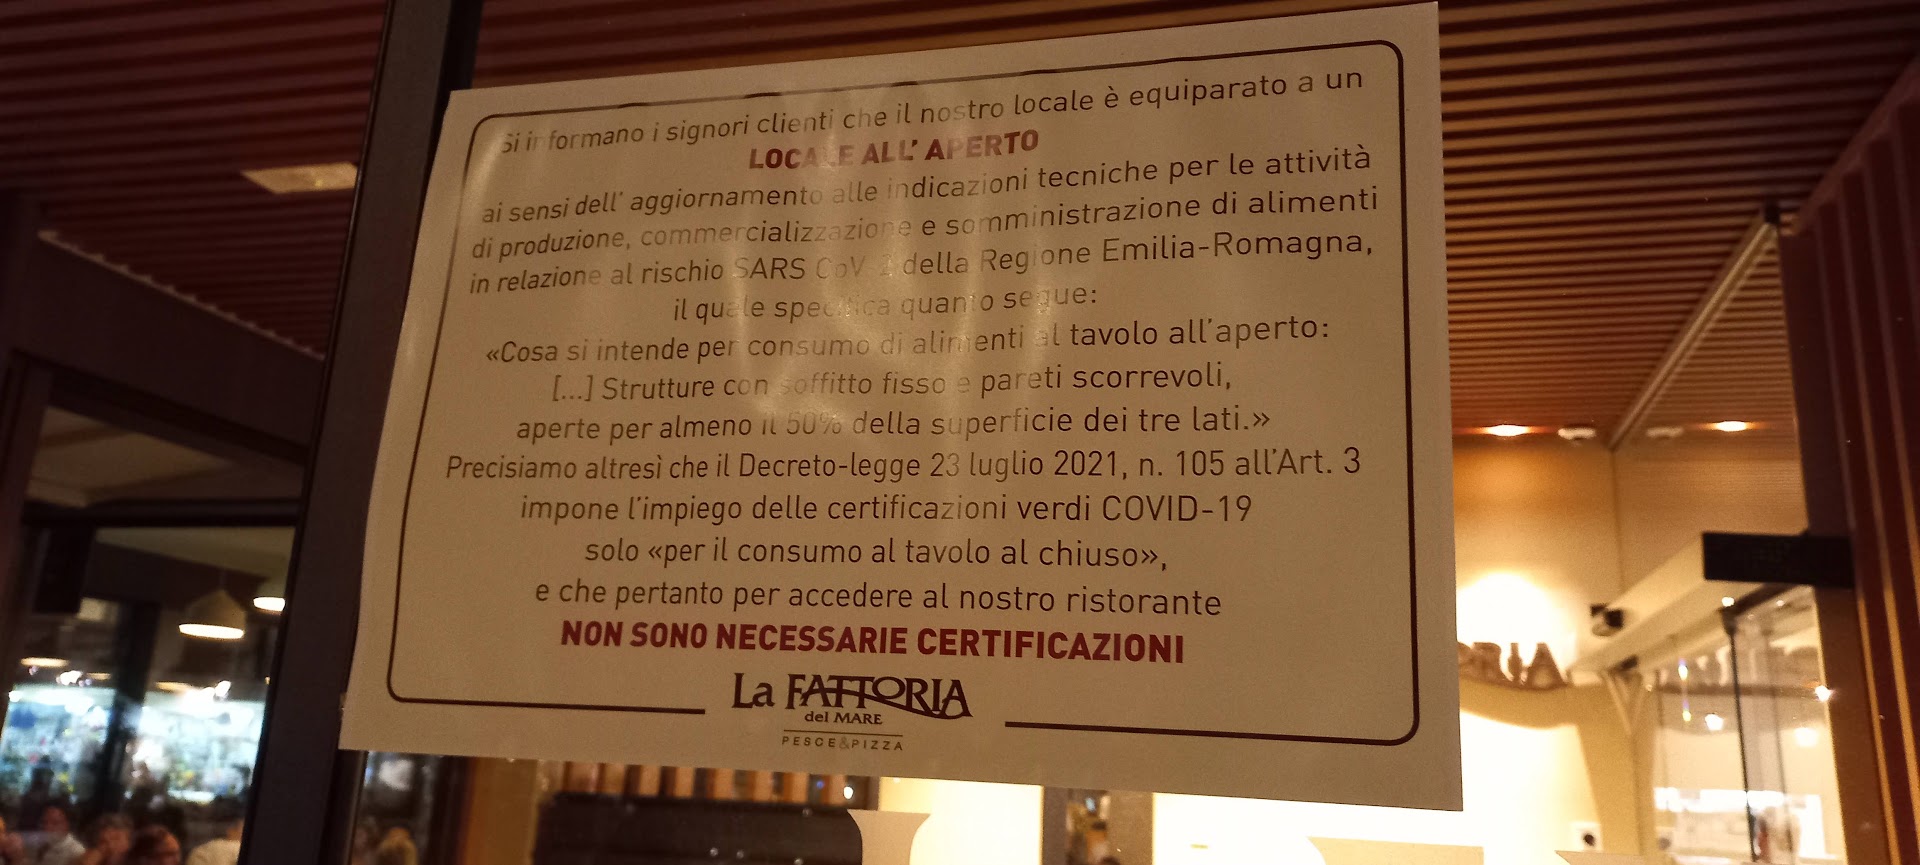 Si informano i signori clienti che il nostro locale è equiparato a un
LOCALE ALL' APERTO
ai sensi dell' aggiornamento alle indicazioni tecniche per le attività
di produzione, commercializzazione e somministrazione di alimenti
in relazione al rischio SARS CoV-2 della Regione Emilia-Romagna,
il quale specifica quanto segue:
«Cosa si intende per consumo di alimenti al tavolo all'aperto:
[...] Strutture con soffitto fisso e pareti scorrevoli,
aperte per almeno il 50% della superficie dei tre lati.»
Precisiamo altresì che il Decreto-legge 23 luglio 2021, n. 105 all'Art. 3
impone l'impiego delle certificazioni verdi COVID-19
solo «per il consumo al tavolo al chiuso»,
e che pertanto per accedere al nostro ristorante
NON SONO NECESSARIE CERTIFICAZIONI
La FATTORIA
del MARE
PESCE&PIZZA